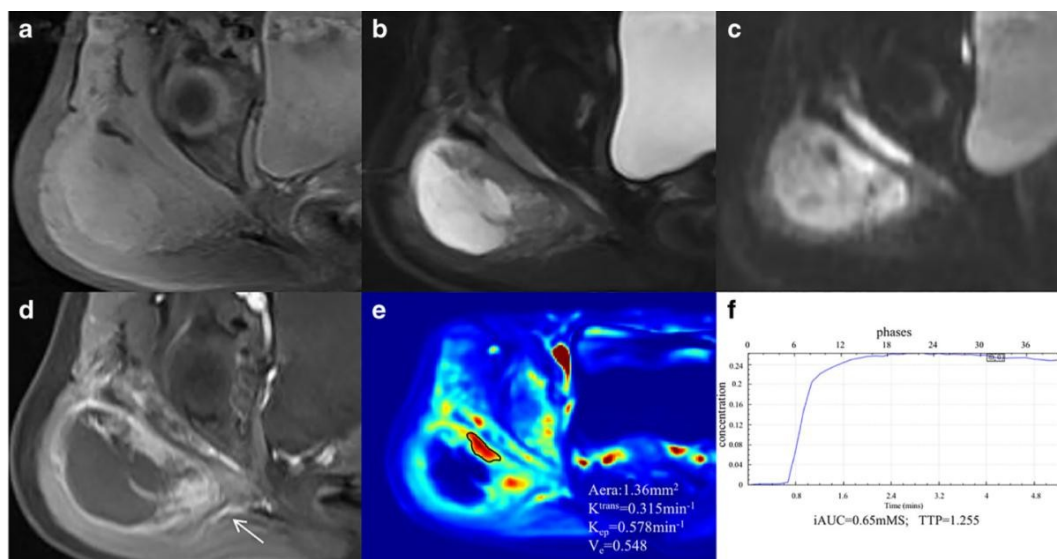 a
b
c
d
e
f
Aera:1.36mm²
Kᵗʳᵃⁿˢ=0.315min⁻¹
Kₑₚ=0.578min⁻¹
Vₑ=0.548
phases
0 6 12 18 24 30 36
concentration
0.24
0.2
0.16
0.12
0.08
0.04
0
0.8 1.6 2.4 3.2 4 4.8
Time (mins)
iAUC=0.65mMS; TTP=1.255